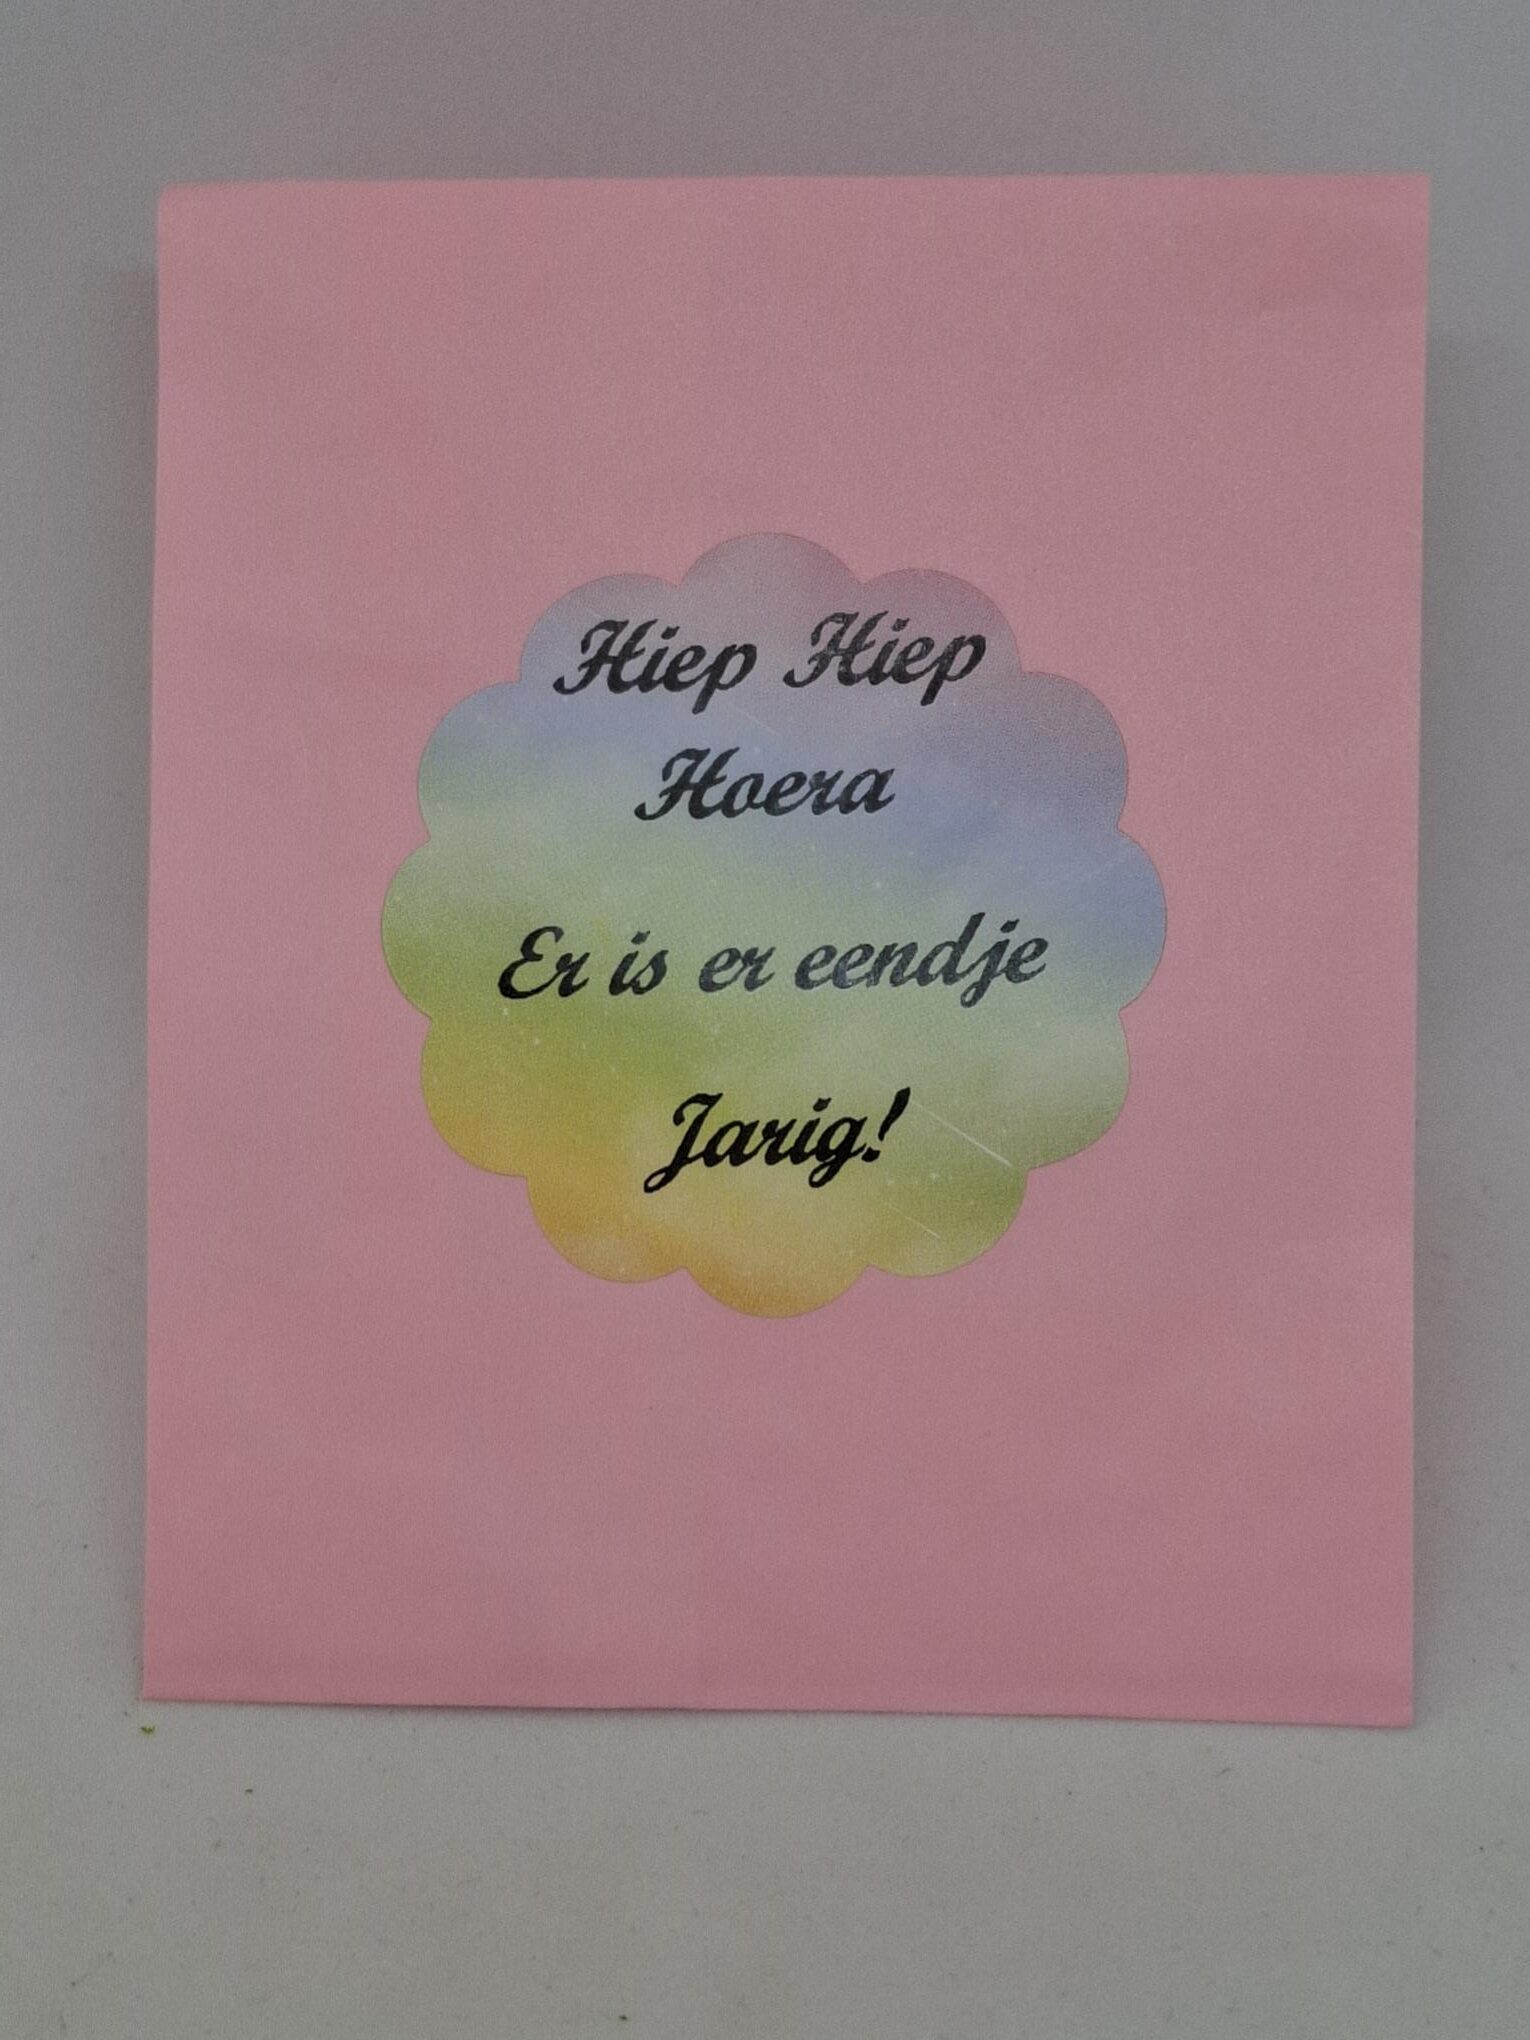 Hiep Hiep
Hoera
Er is er eendje
Jarig!